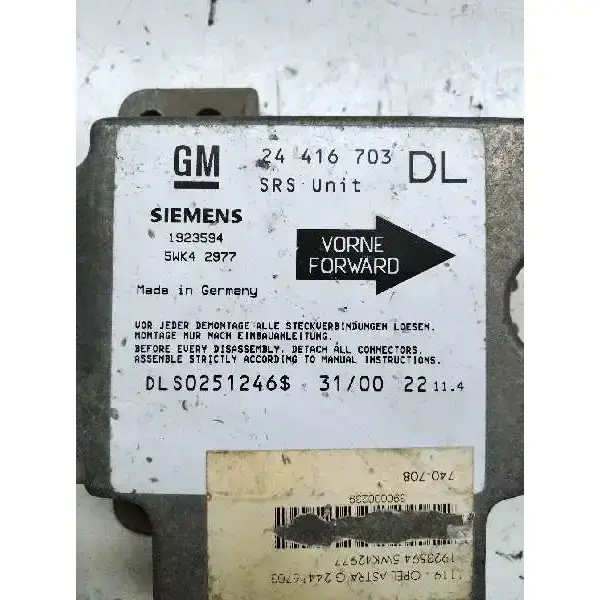 GM 24 416 703 DL
SRS Unit
SIEMENS
1923594
5WK4 2977
VORNE
FORWARD
Made in Germany
VOR JEDER DEMONTAGE ALLE STECKVERBINDUNGEN LOESEN.
MONTAGE NUR NACH EINBAUANLEITUNG.
BEFORE EVERY DISASSEMBLY, DETACH ALL CONNECTORS.
ASSEMBLE STRICTLY ACCORDING TO MANUAL INSTRUCTIONS.
DLS0251246$ 31/00 22 11.4
1119 - OPEL ASTRA G 24416703
1923594 5WK42977
390000239
740-708